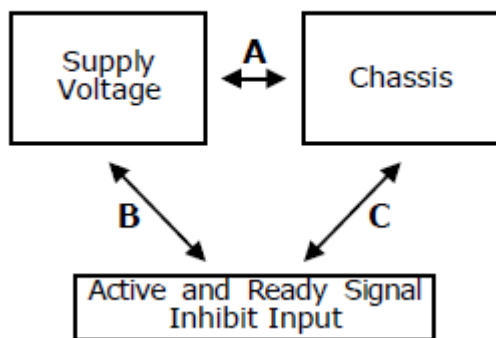 Supply
Voltage
A
Chassis
B
C
Active and Ready Signal
Inhibit Input